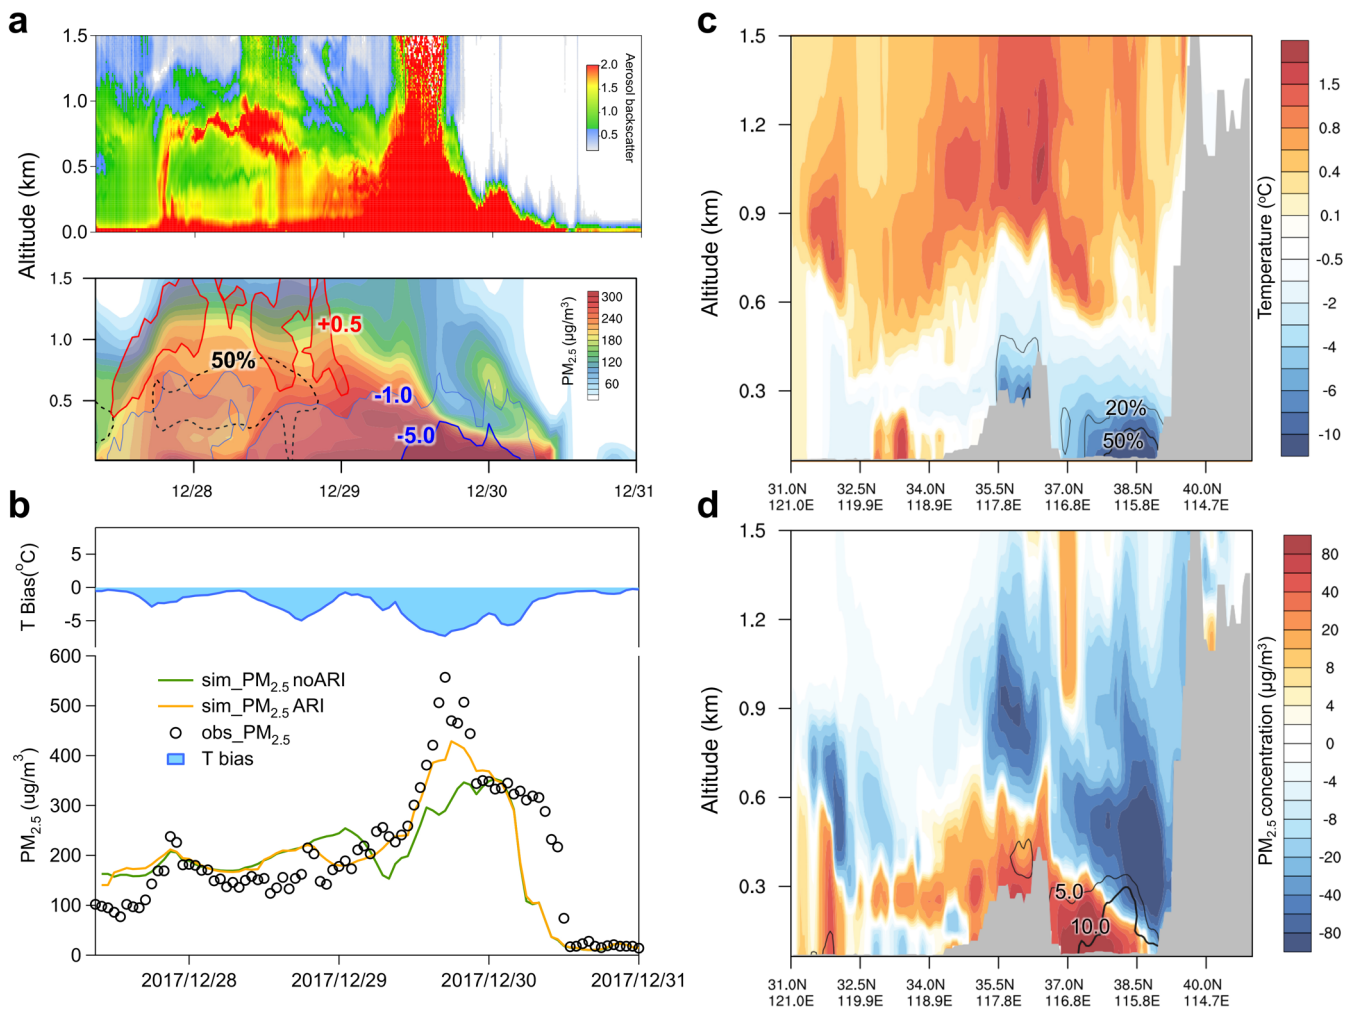 a
1.5
1.0
0.5
0.0
Altitude (km)
2.0
1.5
1.0
0.5
Aerosol backscatter
1.5
1.0
0.5
+0.5
50%
-1.0
-5.0
PM2.5 (µg/m3)
300
240
180
120
60
12/28 12/29 12/30 12/31
b
T Bias(oC)
5
0
-5
PM2.5 (ug/m3)
600
500
400
300
200
100
0
sim_PM2.5 noARI
sim_PM2.5 ARI
obs_PM2.5
T bias
2017/12/28 2017/12/29 2017/12/30 2017/12/31
c
Altitude (km)
1.5
1.2
0.9
0.6
0.3
20%
50%
31.0N 32.5N 34.0N 35.5N 37.0N 38.5N 40.0N
121.0E 119.9E 118.9E 117.8E 116.8E 115.8E 114.7E
Temperature (ºC)
1.5
0.8
0.4
0.1
-0.5
-2
-4
-6
-10
d
Altitude (km)
1.5
1.2
0.9
0.6
0.3
5.0
10.0
31.0N 32.5N 34.0N 35.5N 37.0N 38.5N 40.0N
121.0E 119.9E 118.9E 117.8E 116.8E 115.8E 114.7E
PM2.5 concentration (µg/m3)
80
40
20
8
4
0
-4
-8
-20
-40
-80